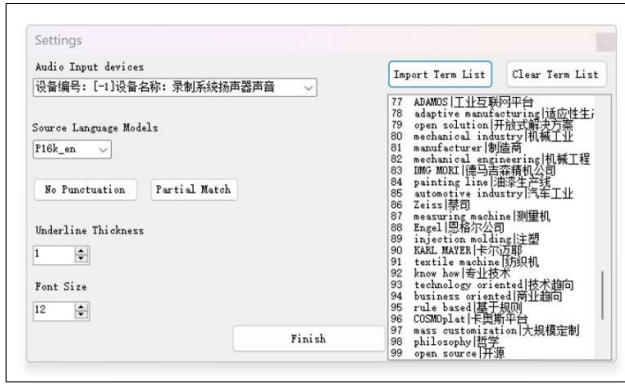 Settings
Audio Input devices
设备编号: [-1]设备名称: 录制系统扬声器声音
Source Language Models
P16k_en
No Punctuation
Partial Match
Underline Thickness
1
Font Size
12
Finish
Import Term List
Clear Term List
77 ADAMOS|工业互联网平台
78 adaptive manufacturing|适应性生产
79 open solution|开放式解决方案
80 mechanical industry|机械工业
81 manufacturer|制造商
82 mechanical engineering|机械工程
83 DMG MORI|德马吉森精机公司
84 painting line|油漆生产线
85 automotive industry|汽车工业
86 Zeiss|蔡司
87 measuring machine|测量机
88 Engel|恩格尔公司
89 injection molding|注塑
90 KARL MAYER|卡尔迈耶
91 textile machine|纺织机
92 know how|专业技术
93 technology oriented|技术趋向
94 business oriented|商业趋向
95 rule based|基于规则
96 COSMOplat|卡奥斯平台
97 mass customization|大规模定制
98 philosophy|哲学
99 open source|开源